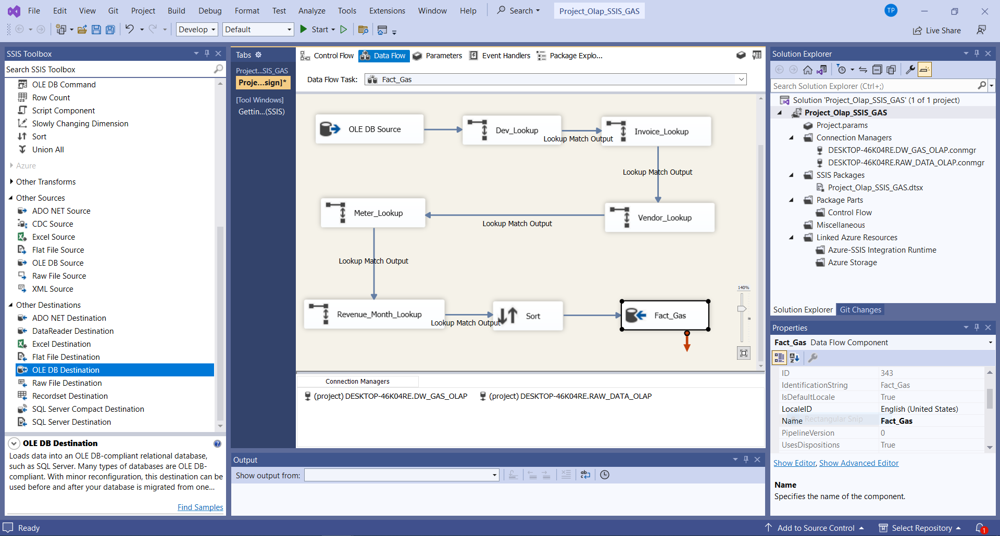 File Edit View Git Project Build Debug Format Test Analyze Tools Extensions Window Help Search Project_Olap_SSIS_GAS TP
Develop Default Start Live Share
SSIS Toolbox
Search SSIS Toolbox
OLE DB Command
Row Count
Script Component
Slowly Changing Dimension
Sort
Union All
Azure
Other Transforms
Other Sources
ADO NET Source
CDC Source
Excel Source
Flat File Source
OLE DB Source
Raw File Source
XML Source
Other Destinations
ADO NET Destination
DataReader Destination
Excel Destination
Flat File Destination
OLE DB Destination
Raw File Destination
Recordset Destination
SQL Server Compact Destination
SQL Server Destination
OLE DB Destination
Loads data into an OLE DB-compliant relational database,
such as SQL Server. Many types of databases are OLE DB-
compliant. With minor reconfiguration, this destination can be
used before and after your database is migrated from one...
Find Samples
Tabs
Project...SIS_GAS
Proje...sign]*
[Tool Windows]
Gettin...(SSIS)
Control Flow Data Flow Parameters Event Handlers Package Explo...
Data Flow Task: Fact_Gas
OLE DB Source
Dev_Lookup
Lookup Match Output
Invoice_Lookup
Lookup Match Output
Vendor_Lookup
Lookup Match Output
Meter_Lookup
Lookup Match Output
Revenue_Month_Lookup
Lookup Match Output
Sort
Fact_Gas
140%
Connection Managers
(project) DESKTOP-46K04RE.DW_GAS_OLAP (project) DESKTOP-46K04RE.RAW_DATA_OLAP
Output
Show output from:
Solution Explorer
Search Solution Explorer (Ctrl+;)
Solution 'Project_Olap_SSIS_GAS' (1 of 1 project)
Project_Olap_SSIS_GAS
Project.params
Connection Managers
DESKTOP-46K04RE.DW_GAS_OLAP.conmgr
DESKTOP-46K04RE.RAW_DATA_OLAP.conmgr
SSIS Packages
Project_Olap_SSIS_GAS.dtsx
Package Parts
Control Flow
Miscellaneous
Linked Azure Resources
Azure-SSIS Integration Runtime
Azure Storage
Solution Explorer Git Changes
Properties
Fact_Gas Data Flow Component
ID 343
IdentificationString Fact_Gas
IsDefaultLocale True
LocaleID English (United States)
Name Fact_Gas
Rectangular Snip
PipelineVersion 0
UsesDispositions True
Show Editor, Show Advanced Editor
Name
Specifies the name of the component.
Ready Add to Source Control Select Repository 1